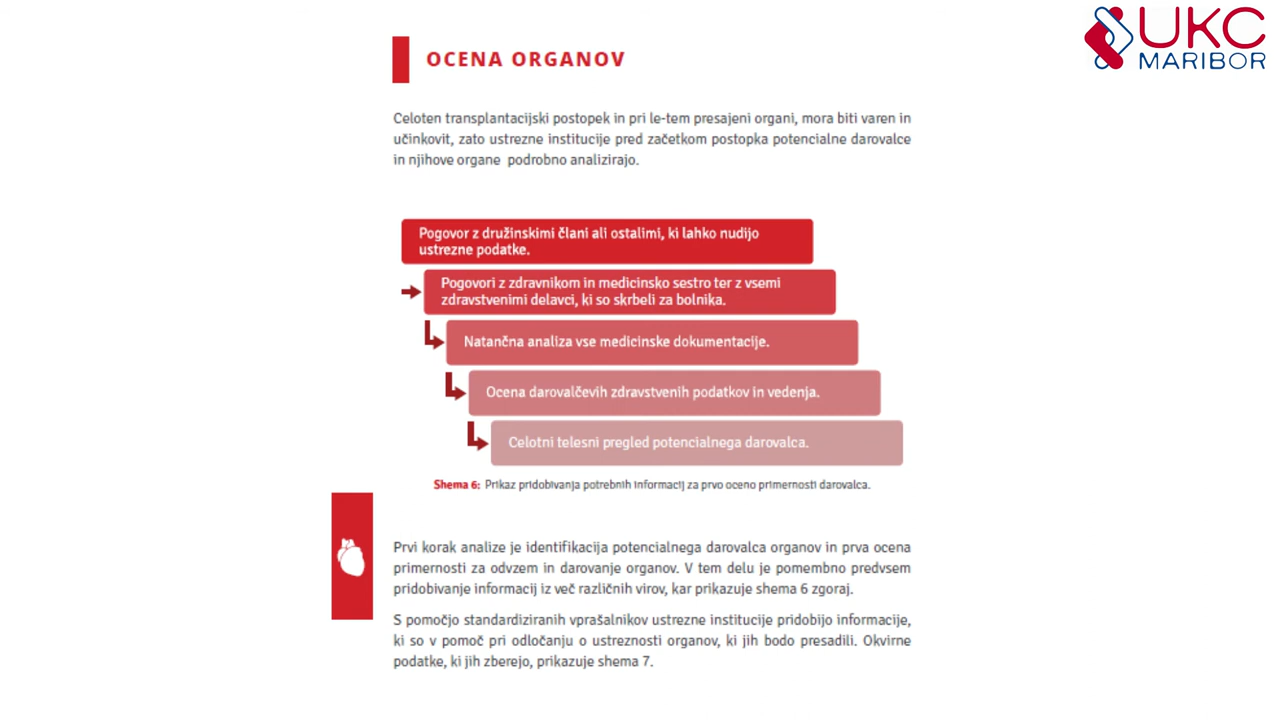 UKC
MARIBOR
OCENA ORGANOV
Celoten transplantacijski postopek in pri le-tem presajeni organi, mora biti varen in
učinkovit, zato ustrezne institucije pred začetkom postopka potencialne darovalce
in njihove organe podrobno analizirajo.
Pogovor z družinskimi člani ali ostalimi, ki lahko nudijo
ustrezne podatke.
Pogovori z zdravnikom in medicinsko sestro ter z vsemi
zdravstvenimi delavci, ki so skrbeli za bolnika.
Natančna analiza vse medicinske dokumentacije.
Ocena darovalčevih zdravstvenih podatkov in vedenja.
Celotni telesni pregled potencialnega darovalca.
Shema 6: Prikaz pridobivanja potrebnih informacij za prvo oceno primernosti darovalca.
Prvi korak analize je identifikacija potencialnega darovalca organov in prva ocena
primernosti za odvzem in darovanje organov. V tem delu je pomembno predvsem
pridobivanje informacij iz več različnih virov, kar prikazuje shema 6 zgoraj.
S pomočjo standardiziranih vprašalnikov ustrezne institucije pridobijo informacije,
ki so v pomoč pri odločanju o ustreznosti organov, ki jih bodo presadili. Okvirne
podatke, ki jih zberejo, prikazuje shema 7.